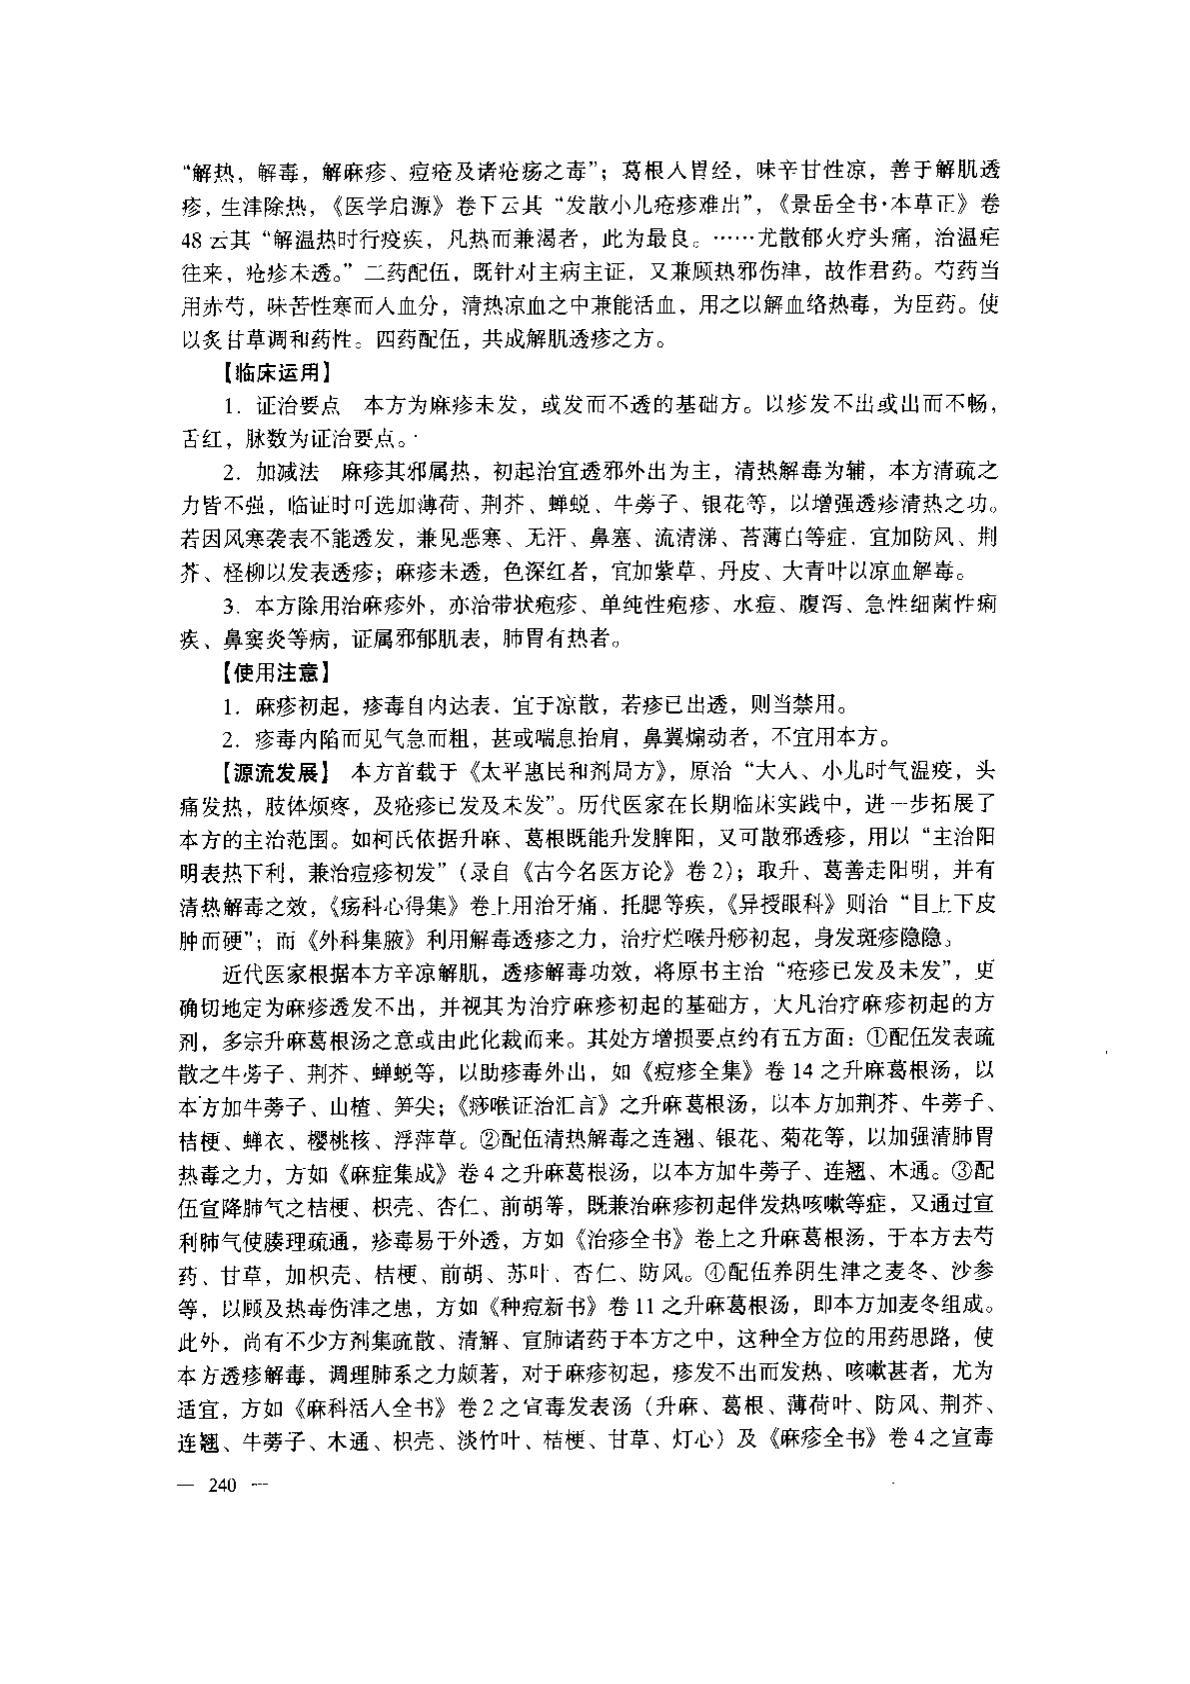 “解热，解毒，解麻疹、痘疮及诸疮疡之毒”；葛根入胃经，味辛甘性凉，善于解肌透
疹，生津除热，《医学启源》卷下云其“发散小儿疮疹难出”，《景岳全书·本草正》卷
48 云其“解温热时行疫疾，凡热而兼渴者，此为最良。……尤散郁火疗头痛，治温疟
往来，疮疹未透。”二药配伍，既针对主病主证，又兼顾热邪伤津，故作君药。芍药当
用赤芍，味苦性寒而入血分，清热凉血之中兼能活血，用之以解血络热毒，为臣药。使
以炙甘草调和药性。四药配伍，共成解肌透疹之方。
【临床运用】
1. 证治要点　本方为麻疹未发，或发而不透的基础方。以疹发不出或出而不畅，
舌红，脉数为证治要点。
2. 加减法　麻疹其邪属热，初起治宜透邪外出为主，清热解毒为辅，本方清疏之
力皆不强，临证时可选加薄荷、荆芥、蝉蜕、牛蒡子、银花等，以增强透疹清热之功。
若因风寒袭表不能透发，兼见恶寒、无汗、鼻塞、流清涕、苔薄白等症，宜加防风、荆
芥、柽柳以发表透疹；麻疹未透，色深红者，宜加紫草、丹皮、大青叶以凉血解毒。
3. 本方除用治麻疹外，亦治带状疱疹、单纯性疱疹、水痘、腹泻、急性细菌性痢
疾、鼻窦炎等病，证属邪郁肌表，肺胃有热者。
【使用注意】
1. 麻疹初起，疹毒自内达表，宜于凉散，若疹已出透，则当禁用。
2. 疹毒内陷而见气急而粗，甚或喘息抬肩，鼻翼煽动者，不宜用本方。
【源流发展】　本方首载于《太平惠民和剂局方》，原治“大人、小儿时气温疫，头
痛发热，肢体烦疼，及疮疹已发及未发”。历代医家在长期临床实践中，进一步拓展了
本方的主治范围。如柯氏依据升麻、葛根既能升发脾阳，又可散邪透疹，用以“主治阳
明表热下利，兼治痘疹初发”（录自《古今名医方论》卷 2）；取升、葛善走阳明，并有
清热解毒之效，《疡科心得集》卷上用治牙痛、托腮等疾，《异授眼科》则治“目上下皮
肿而硬”；而《外科集腋》利用解毒透疹之力，治疗烂喉丹痧初起，身发斑疹隐隐。
近代医家根据本方辛凉解肌，透疹解毒功效，将原书主治“疮疹已发及未发”，更
确切地定为麻疹透发不出，并视其为治疗麻疹初起的基础方，大凡治疗麻疹初起的方
剂，多宗升麻葛根汤之意或由此化裁而来。其处方增损要点约有五方面：①配伍发表疏
散之牛蒡子、荆芥、蝉蜕等，以助疹毒外出，如《痘疹全集》卷 14 之升麻葛根汤，以
本方加牛蒡子、山楂、笋尖；《痧喉证治汇言》之升麻葛根汤，以本方加荆芥、牛蒡子、
桔梗、蝉衣、樱桃核、浮萍草。②配伍清热解毒之连翘、银花、菊花等，以加强清肺胃
热毒之力，方如《麻症集成》卷 4 之升麻葛根汤，以本方加牛蒡子、连翘、木通。③配
伍宣降肺气之桔梗、枳壳、杏仁、前胡等，既兼治麻疹初起伴发热咳嗽等症，又通过宣
利肺气使腠理疏通，疹毒易于外透，方如《治疹全书》卷上之升麻葛根汤，于本方去芍
药、甘草，加枳壳、桔梗、前胡、苏叶、杏仁、防风。④配伍养阴生津之麦冬、沙参
等，以顾及热毒伤津之患，方如《种痘新书》卷 11 之升麻葛根汤，即本方加麦冬组成。
此外，尚有不少方剂集疏散、清解、宣肺诸药于本方之中，这种全方位的用药思路，使
本方透疹解毒，调理肺系之力颇著，对于麻疹初起，疹发不出而发热、咳嗽甚者，尤为
适宜，方如《麻科活人全书》卷 2 之宣毒发表汤（升麻、葛根、薄荷叶、防风、荆芥、
连翘、牛蒡子、木通、枳壳、淡竹叶、桔梗、甘草、灯心）及《麻疹全书》卷 4 之宣毒
— 240 —